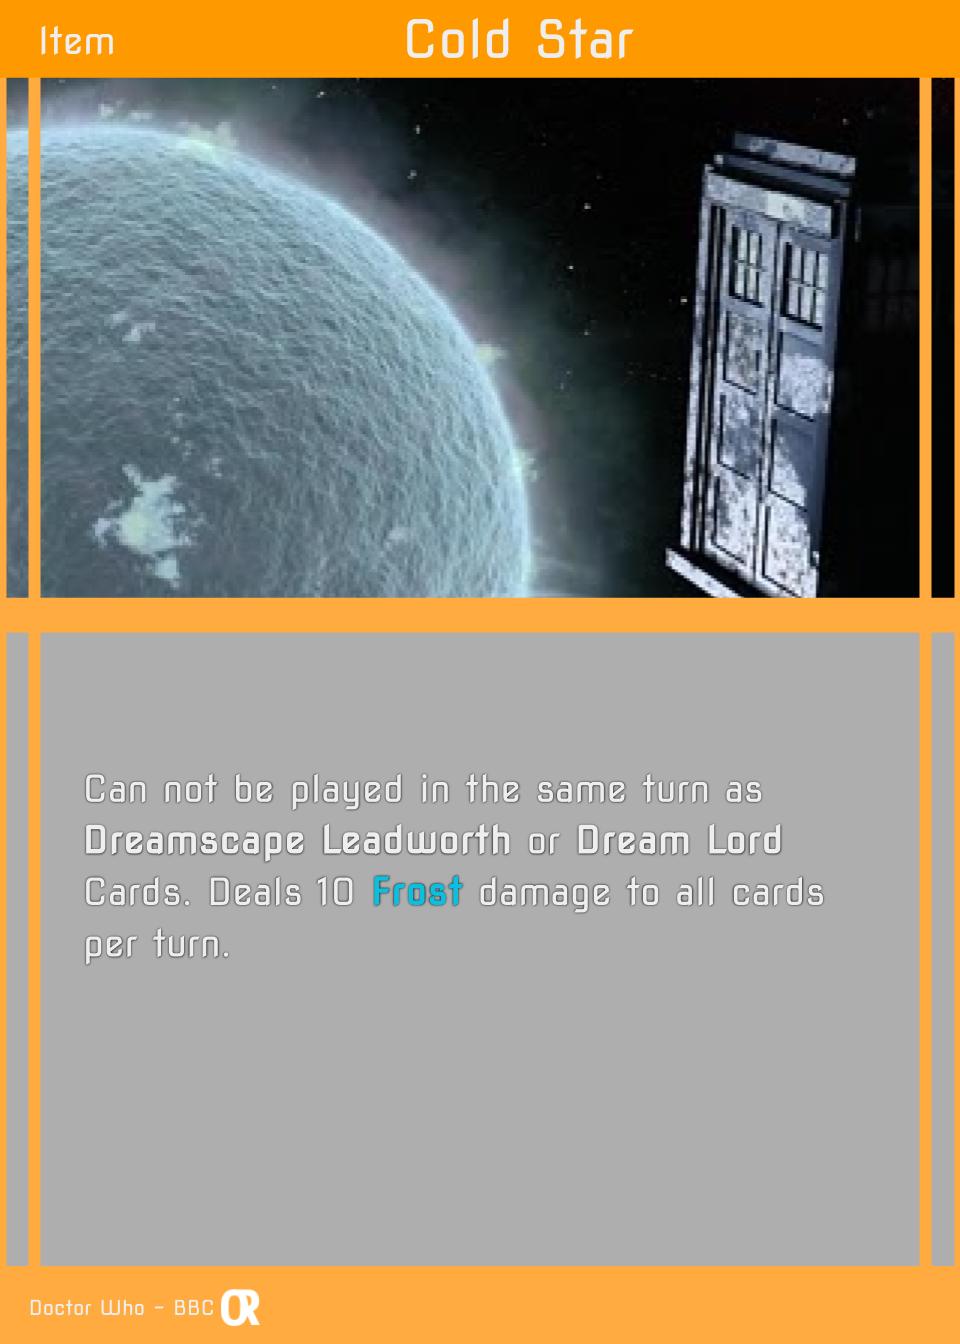 Item
Cold Star
Can not be played in the same turn as
Dreamscape Leadworth or Dream Lord
Cards. Deals 10 Frost damage to all cards
per turn.
Doctor Who - BBC OR